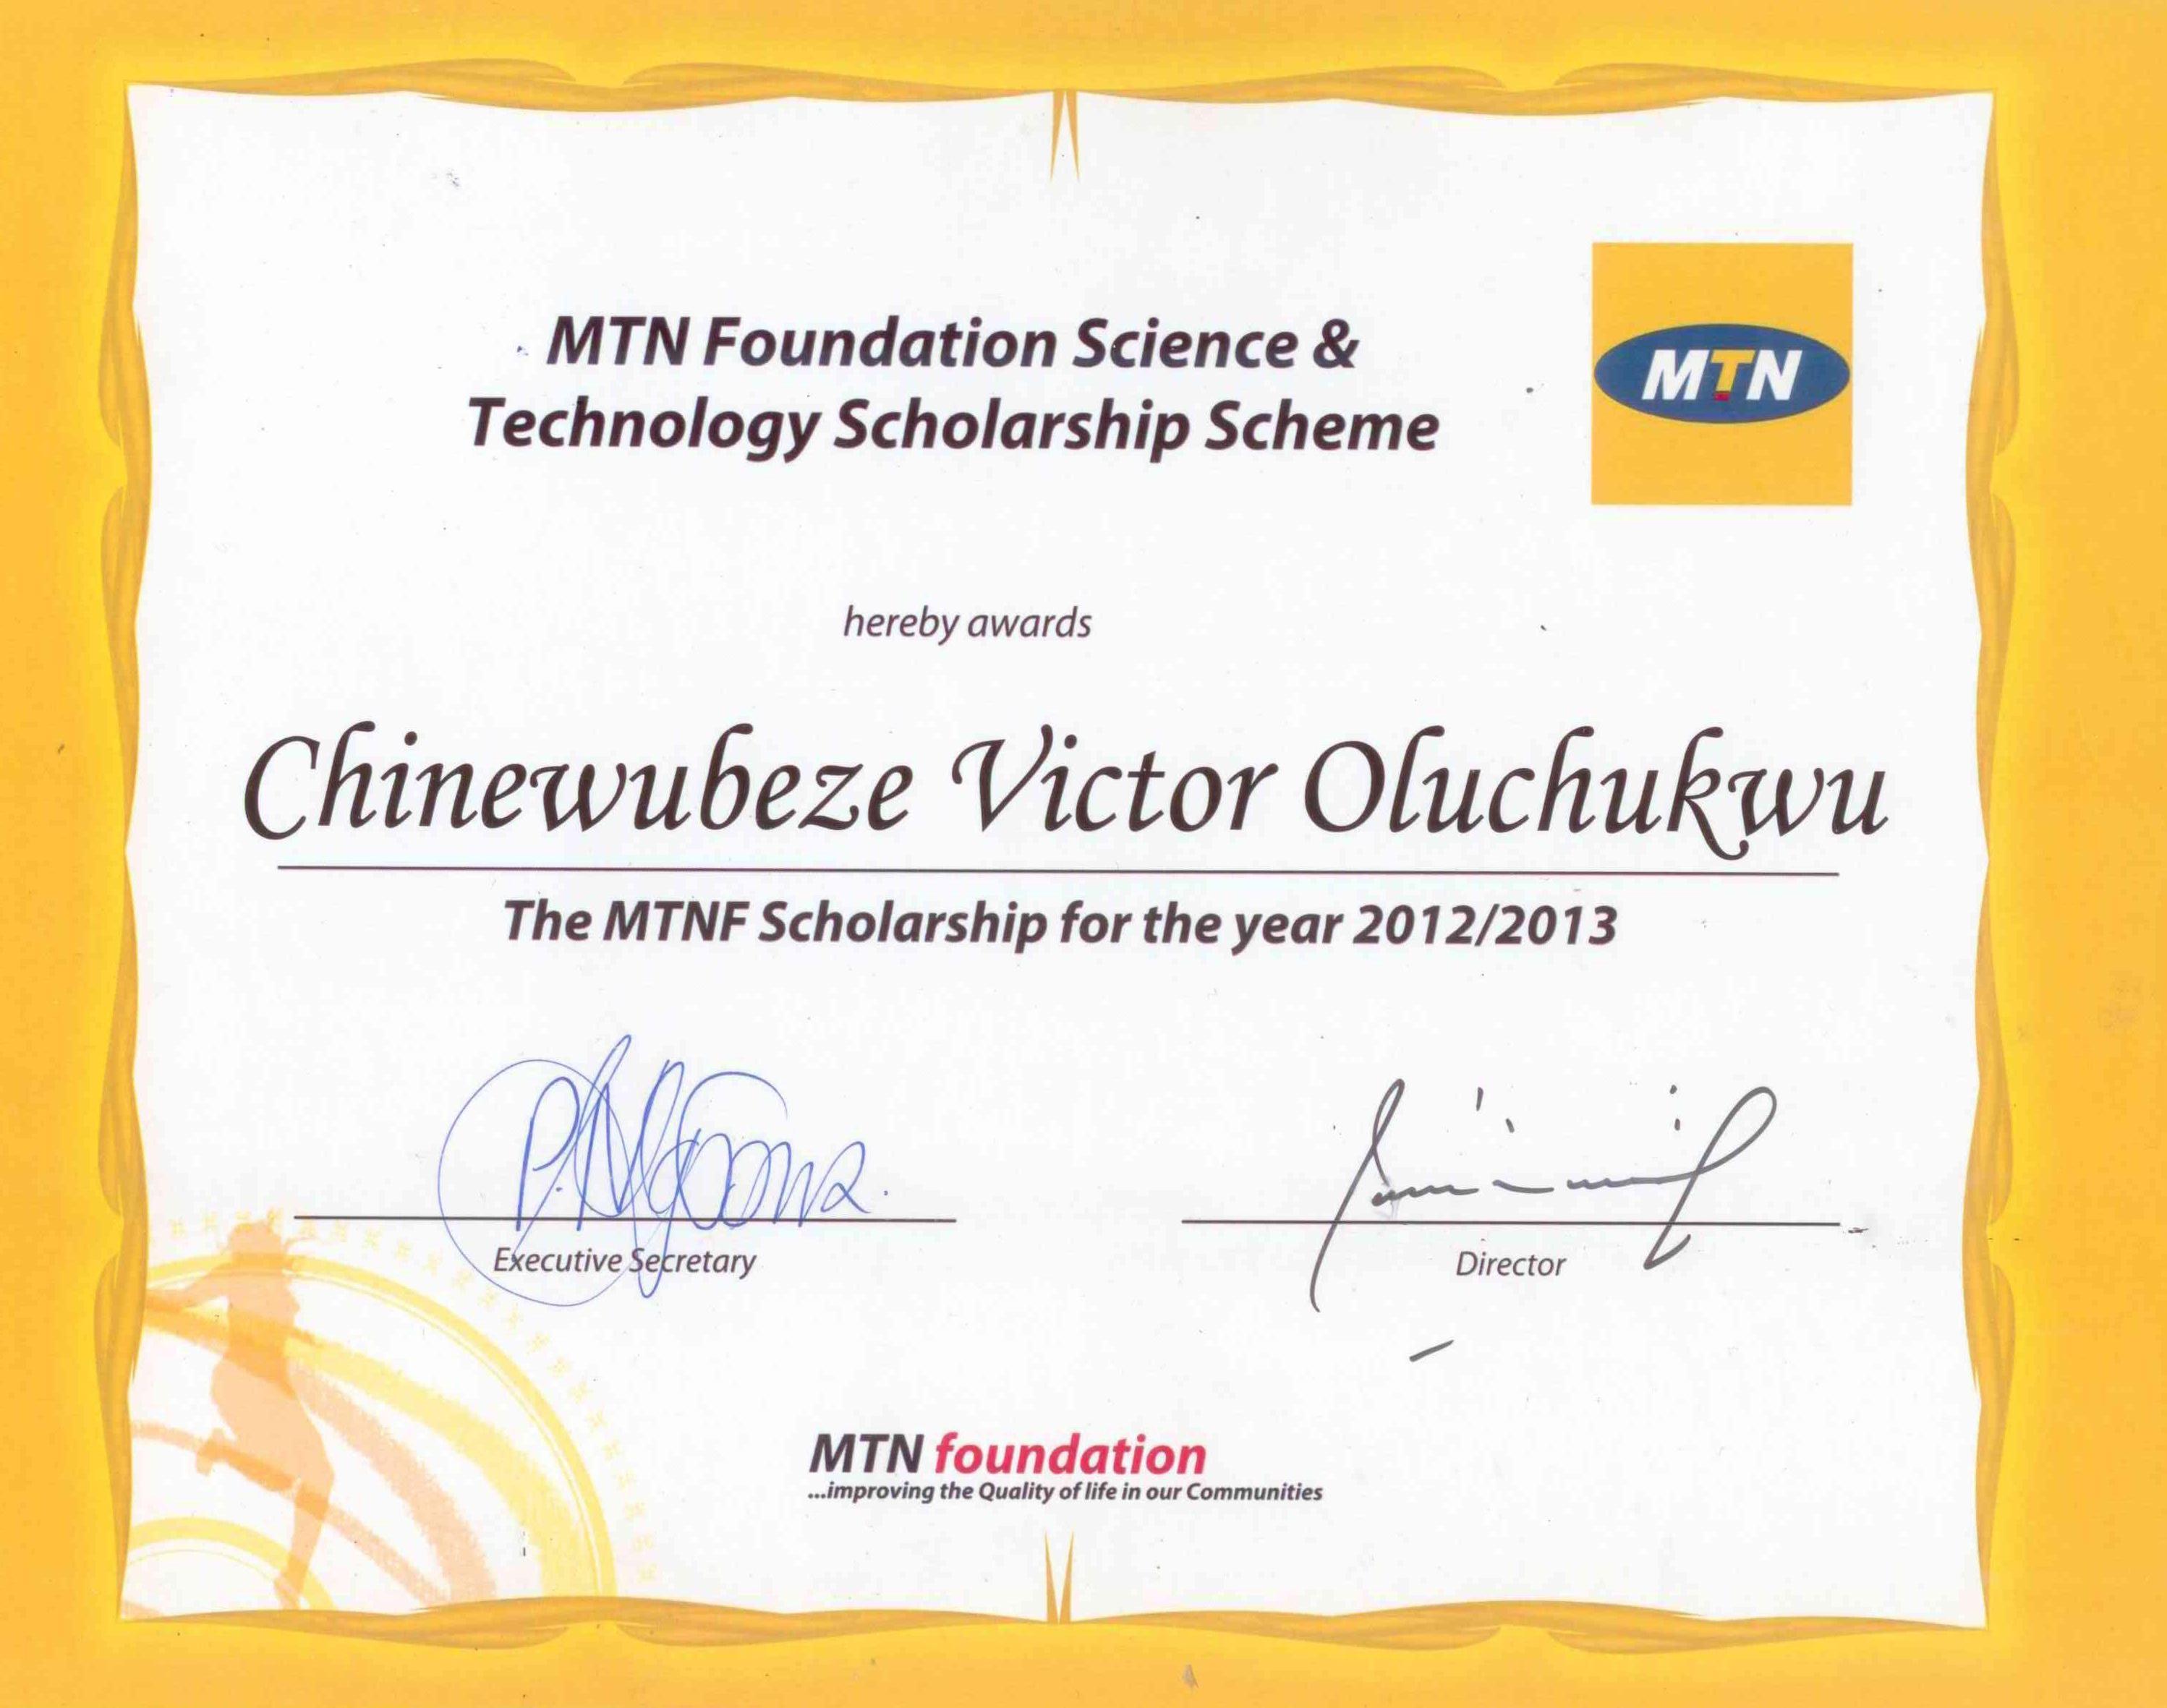 MTN Foundation Science &
Technology Scholarship Scheme
MTN
hereby awards
Chinewubeze Victor Oluchukwu
The MTNF Scholarship for the year 2012/2013
Executive Secretary
Director
MTN foundation
...improving the Quality of life in our Communities